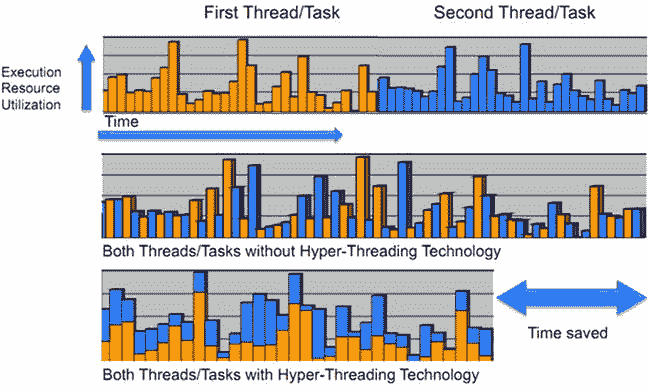 First Thread/Task
Second Thread/Task
Execution
Resource
Utilization
Time
Both Threads/Tasks without Hyper-Threading Technology
Time saved
Both Threads/Tasks with Hyper-Threading Technology